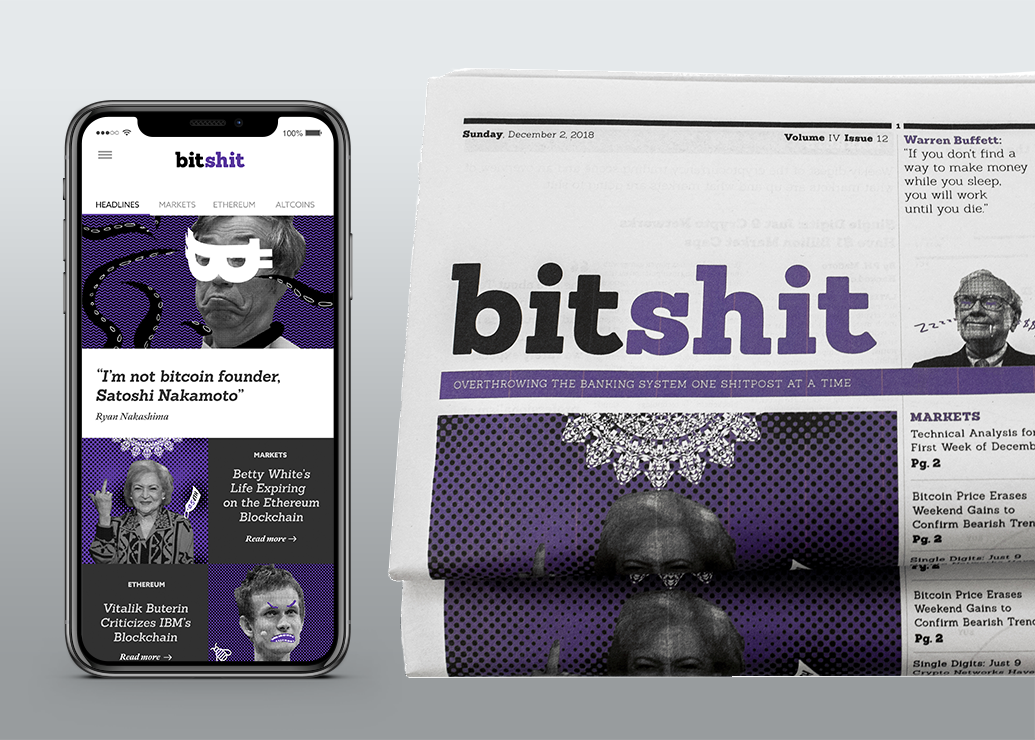 100%
bitshit
HEADLINES MARKETS ETHEREUM ALTCOINS
“I’m not bitcoin founder,
Satoshi Nakamoto”
Ryan Nakashima
MARKETS
Betty White’s
Life Expiring
on the Ethereum
Blockchain
Read more →
ETHEREUM
Vitalik Buterin
Criticizes IBM’s
Blockchain
Read more →
Sunday, December 2, 2018
Volume IV Issue 12
1
bitshit
OVERTHROWING THE BANKING SYSTEM ONE SHITPOST AT A TIME
Warren Buffett:
“If you don’t find a
way to make money
while you sleep,
you will work
until you die.”
MARKETS
Technical Analysis for
First Week of Decemb
Pg. 2
Bitcoin Price Erases
Weekend Gains to
Confirm Bearish Tren
Pg. 2
Single Digits: Just 9
Pg. 2
Bitcoin Price Erases
Weekend Gains to
Confirm Bearish Tren
Pg. 2
Single Digits: Just 9
Crypto Networks Have